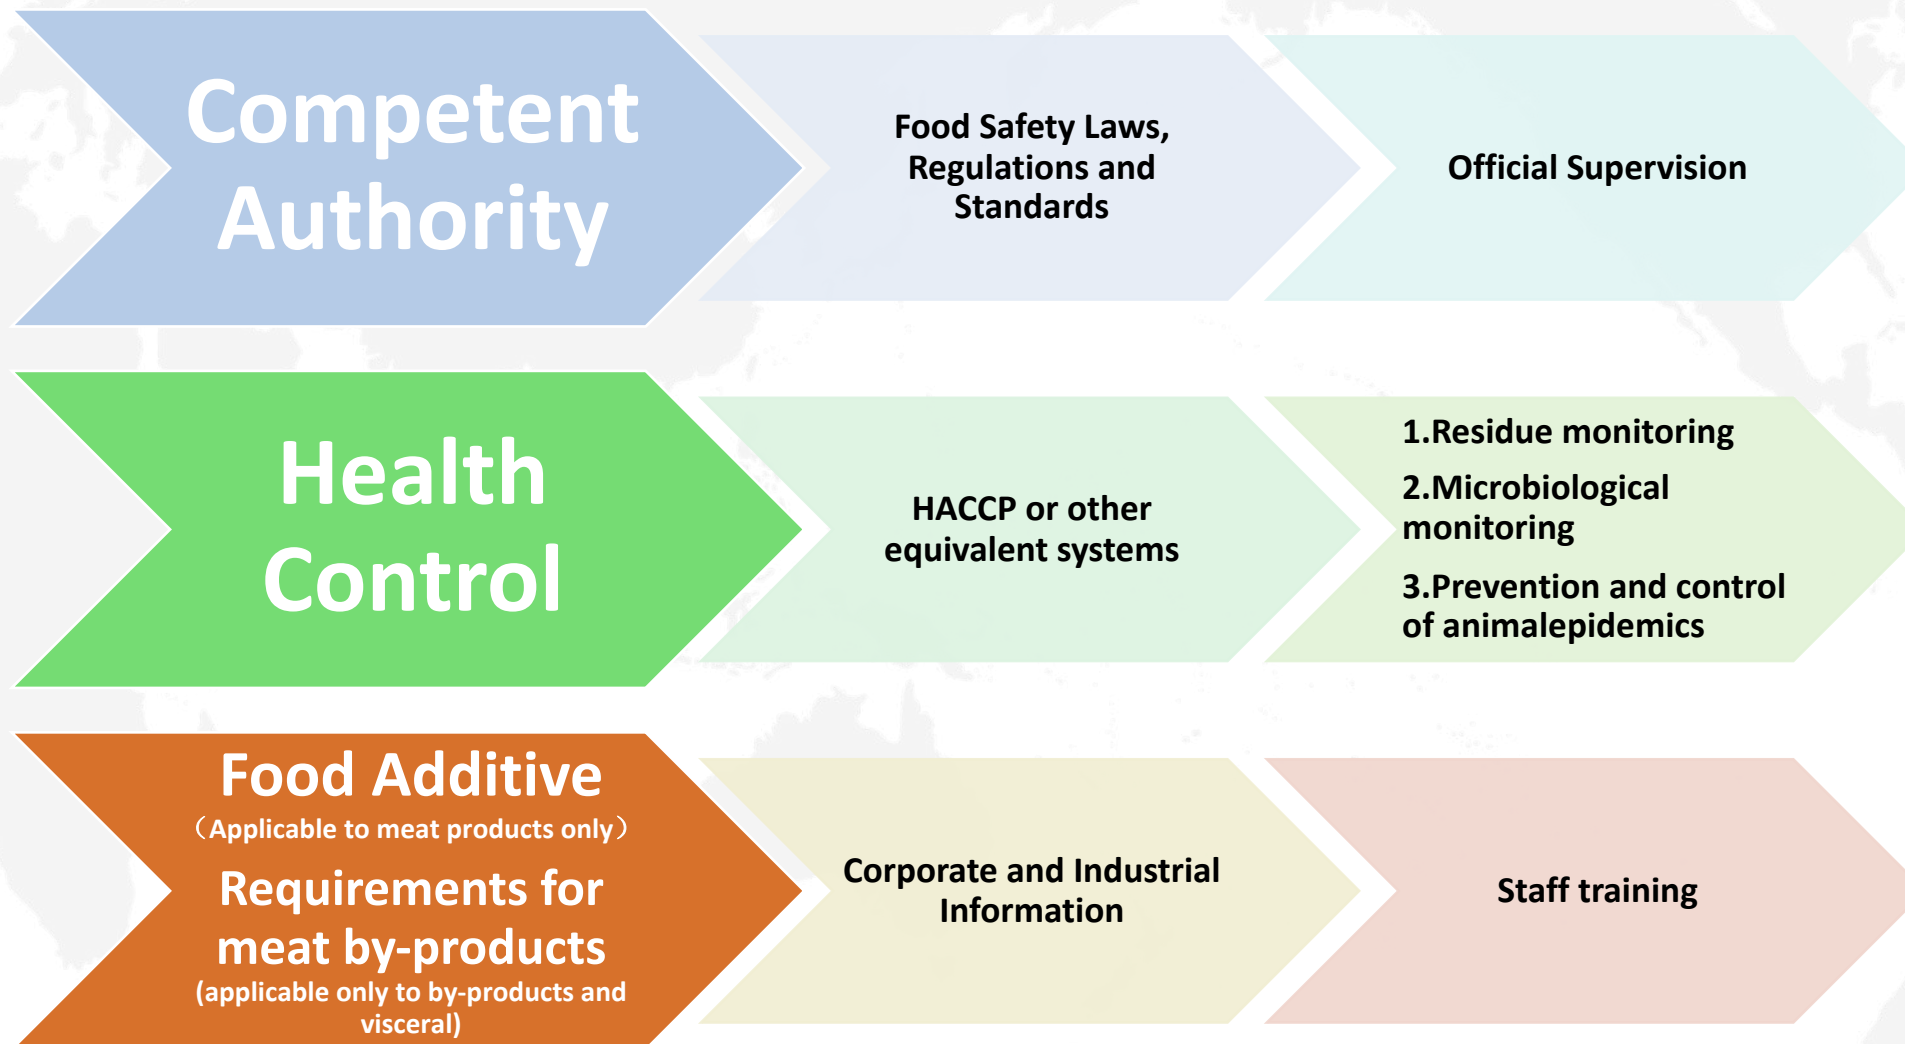 Competent
Authority
Food Safety Laws,
Regulations and
Standards
Official Supervision
Health
Control
HACCP or other
equivalent systems
1.Residue monitoring
2.Microbiological
monitoring
3.Prevention and control
of animalepidemics
Food Additive
（Applicable to meat products only）
Requirements for
meat by-products
(applicable only to by-products and
visceral)
Corporate and Industrial
Information
Staff training